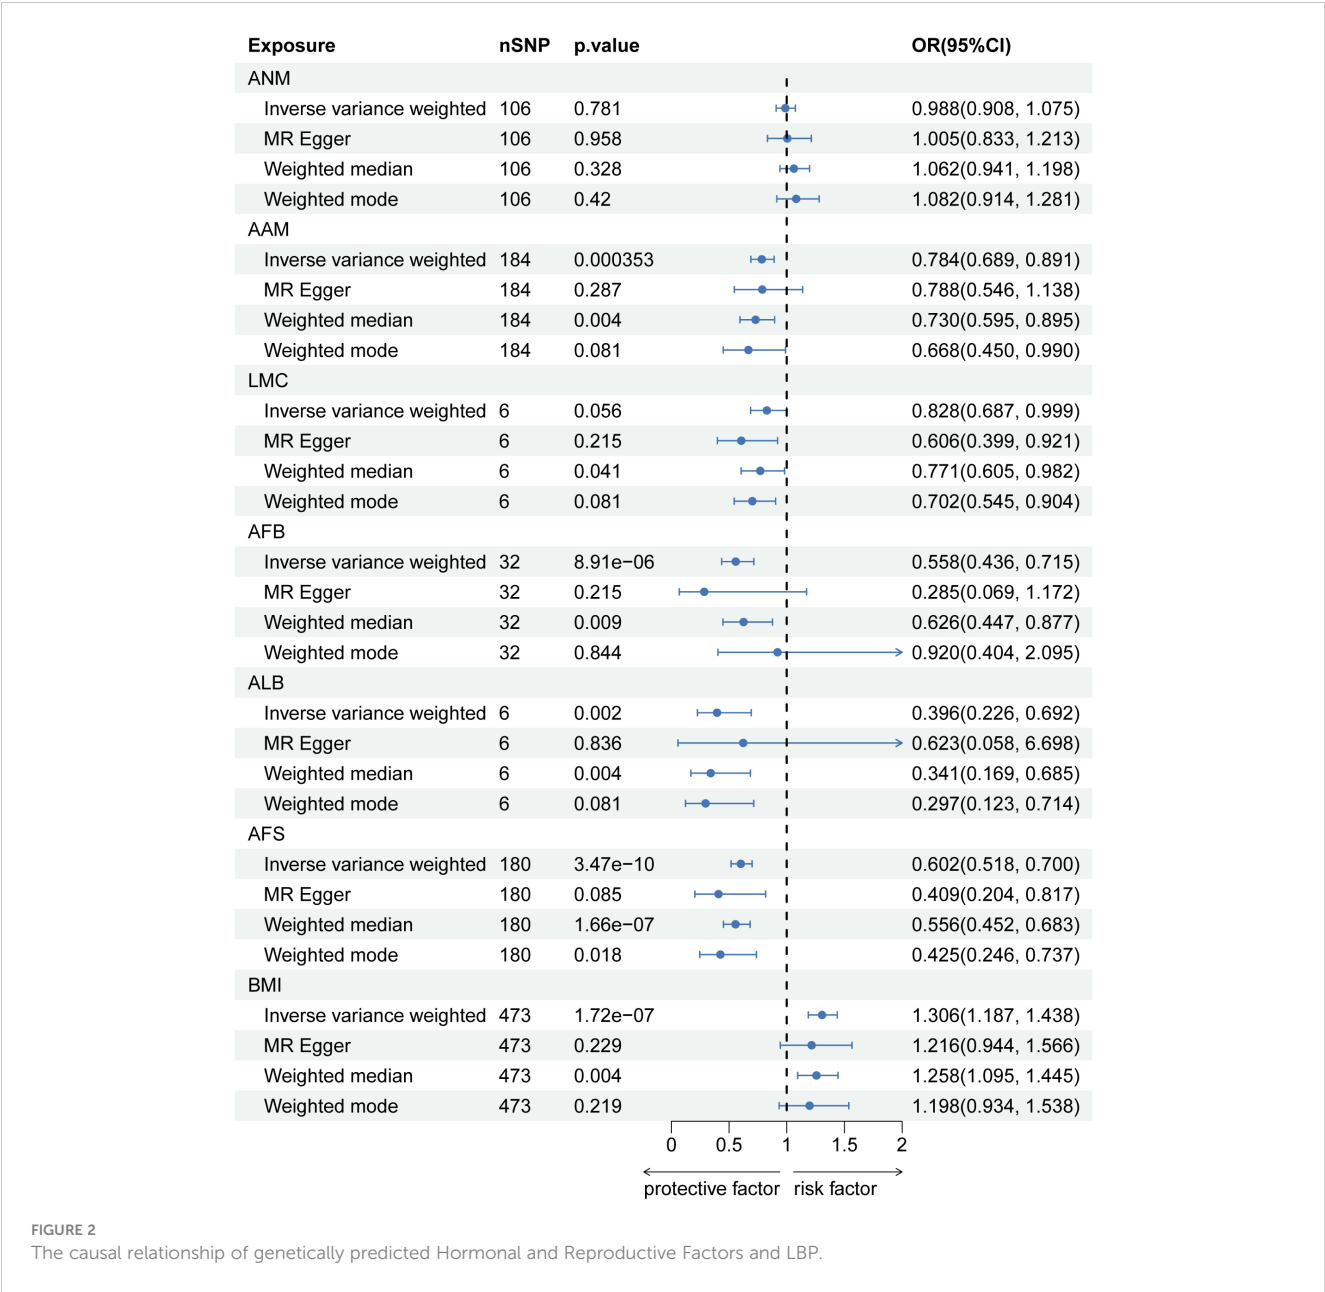 Exposure nSNP p.value OR(95%CI)
ANM
Inverse variance weighted 106 0.781 0.988(0.908, 1.075)
MR Egger 106 0.958 1.005(0.833, 1.213)
Weighted median 106 0.328 1.062(0.941, 1.198)
Weighted mode 106 0.42 1.082(0.914, 1.281)
AAM
Inverse variance weighted 184 0.000353 0.784(0.689, 0.891)
MR Egger 184 0.287 0.788(0.546, 1.138)
Weighted median 184 0.004 0.730(0.595, 0.895)
Weighted mode 184 0.081 0.668(0.450, 0.990)
LMC
Inverse variance weighted 6 0.056 0.828(0.687, 0.999)
MR Egger 6 0.215 0.606(0.399, 0.921)
Weighted median 6 0.041 0.771(0.605, 0.982)
Weighted mode 6 0.081 0.702(0.545, 0.904)
AFB
Inverse variance weighted 32 8.91e−06 0.558(0.436, 0.715)
MR Egger 32 0.215 0.285(0.069, 1.172)
Weighted median 32 0.009 0.626(0.447, 0.877)
Weighted mode 32 0.844 0.920(0.404, 2.095)
ALB
Inverse variance weighted 6 0.002 0.396(0.226, 0.692)
MR Egger 6 0.836 0.623(0.058, 6.698)
Weighted median 6 0.004 0.341(0.169, 0.685)
Weighted mode 6 0.081 0.297(0.123, 0.714)
AFS
Inverse variance weighted 180 3.47e−10 0.602(0.518, 0.700)
MR Egger 180 0.085 0.409(0.204, 0.817)
Weighted median 180 1.66e−07 0.556(0.452, 0.683)
Weighted mode 180 0.018 0.425(0.246, 0.737)
BMI
Inverse variance weighted 473 1.72e−07 1.306(1.187, 1.438)
MR Egger 473 0.229 1.216(0.944, 1.566)
Weighted median 473 0.004 1.258(1.095, 1.445)
Weighted mode 473 0.219 1.198(0.934, 1.538)
0 0.5 1 1.5 2
protective factor risk factor
FIGURE 2
The causal relationship of genetically predicted Hormonal and Reproductive Factors and LBP.